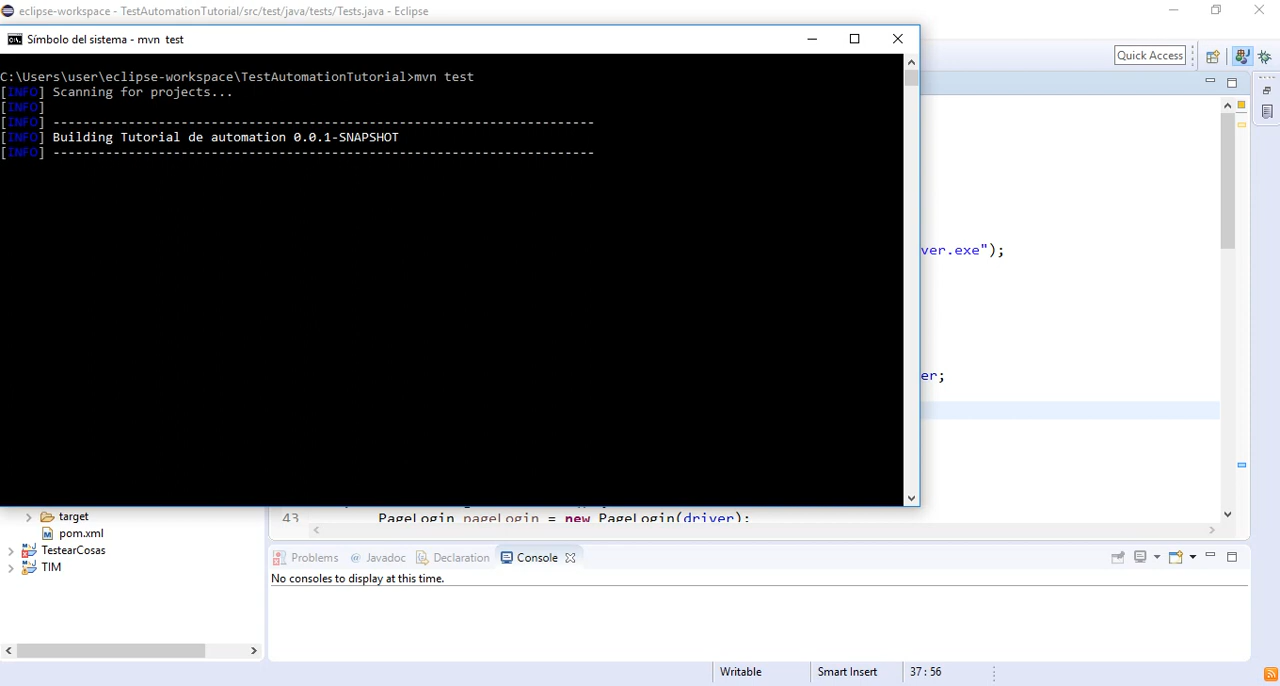 eclipse-workspace - TestAutomationTutorial/src/test/java/tests/Tests.java - Eclipse
Símbolo del sistema - mvn  test
Quick Access
C:\Users\user\eclipse-workspace\TestAutomationTutorial>mvn test
[INFO] Scanning for projects...
[INFO]
[INFO] ------------------------------------------------------------------------
[INFO] Building Tutorial de automation 0.0.1-SNAPSHOT
[INFO] ------------------------------------------------------------------------
ver.exe");
er;
43 PageLogin pageLogin = new PageLogin(driver);
target
pom.xml
TestearCosas
TIM
Problems Javadoc Declaration Console
No consoles to display at this time.
Writable Smart Insert 37 : 56